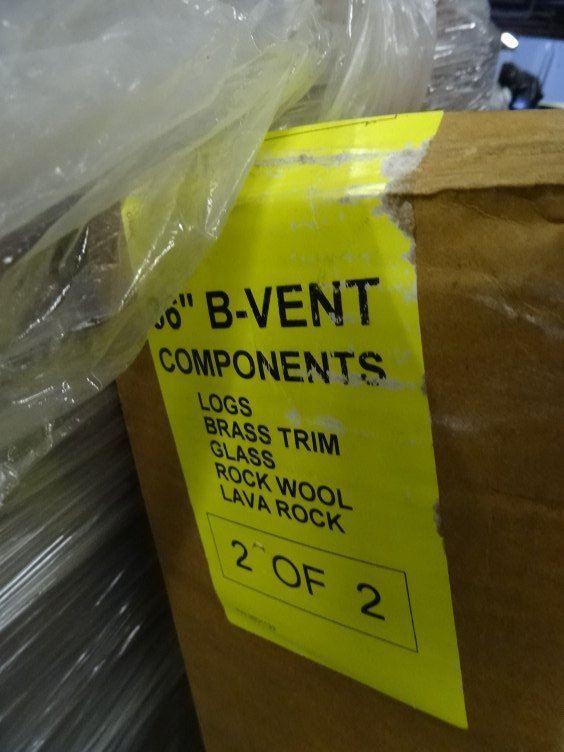 6" B-VENT
COMPONENTS
LOGS
BRASS TRIM
GLASS
ROCK WOOL
LAVA ROCK
2 OF 2